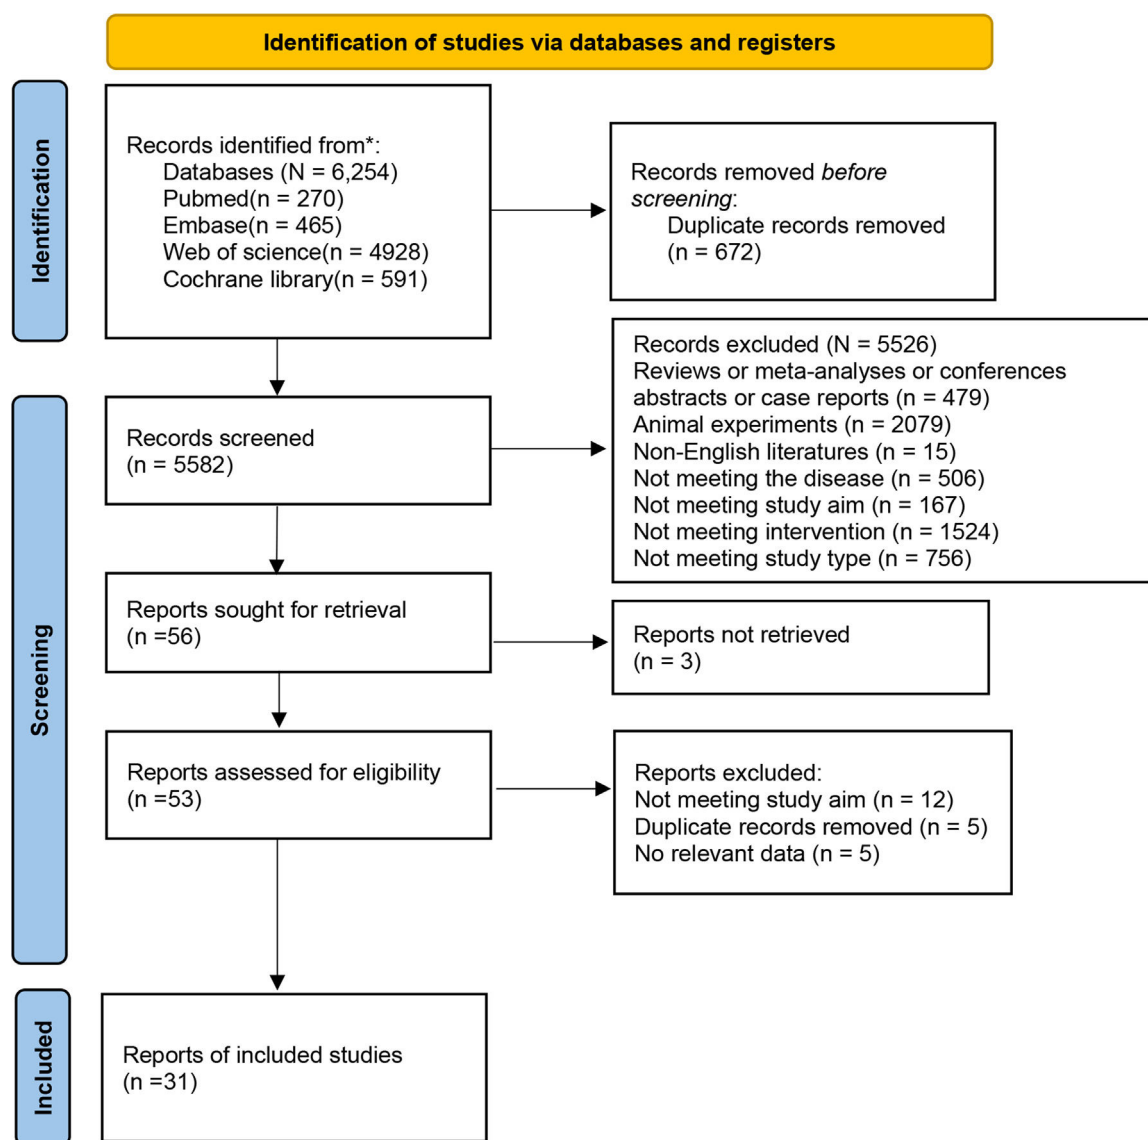 Identification of studies via databases and registers
Identification
Records identified from*:
Databases (N = 6,254)
Pubmed(n = 270)
Embase(n = 465)
Web of science(n = 4928)
Cochrane library(n = 591)
Records removed before
screening:
Duplicate records removed
(n = 672)
Screening
Records screened
(n = 5582)
Records excluded (N = 5526)
Reviews or meta-analyses or conferences
abstracts or case reports (n = 479)
Animal experiments (n = 2079)
Non-English literatures (n = 15)
Not meeting the disease (n = 506)
Not meeting study aim (n = 167)
Not meeting intervention (n = 1524)
Not meeting study type (n = 756)
Reports sought for retrieval
(n =56)
Reports not retrieved
(n = 3)
Reports assessed for eligibility
(n =53)
Reports excluded:
Not meeting study aim (n = 12)
Duplicate records removed (n = 5)
No relevant data (n = 5)
Included
Reports of included studies
(n =31)